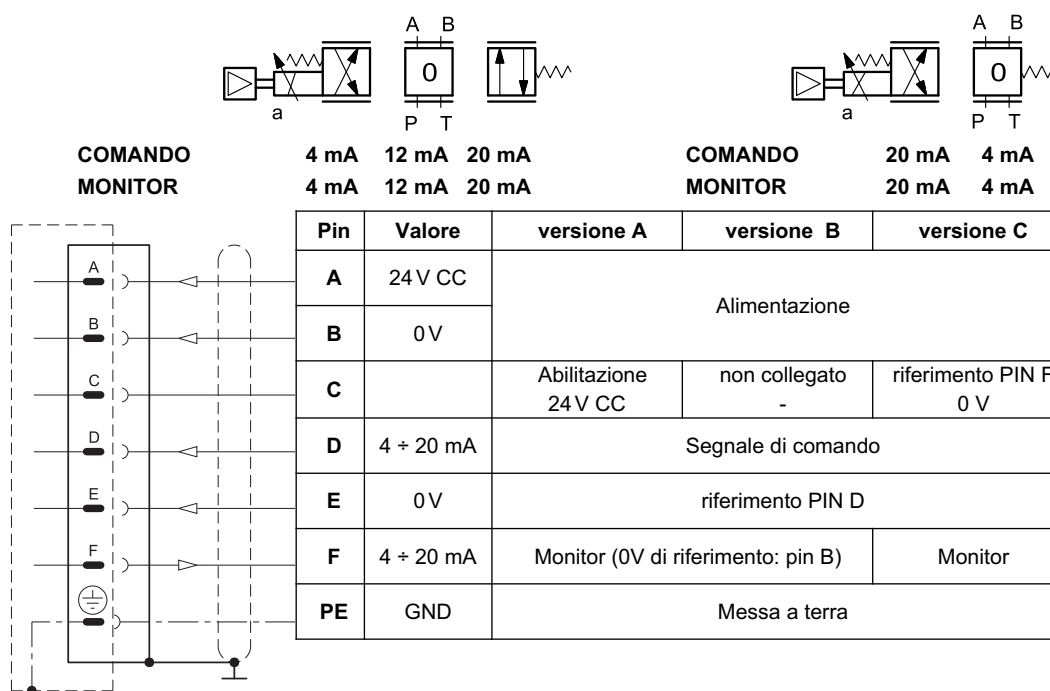 A B
A B
0
0
a
a
P T
P T
COMANDO 4 mA 12 mA 20 mA
COMANDO 20 mA 4 mA
MONITOR 4 mA 12 mA 20 mA
MONITOR 20 mA 4 mA
Pin Valore versione A versione B versione C
A 24 V CC
Alimentazione
B 0 V
C
Abilitazione
24 V CC
non collegato
-
riferimento PIN F
0 V
D 4 ÷ 20 mA Segnale di comando
E 0 V riferimento PIN D
F 4 ÷ 20 mA Monitor (0V di riferimento: pin B) Monitor
PE GND Messa a terra
A
B
C
D
E
F